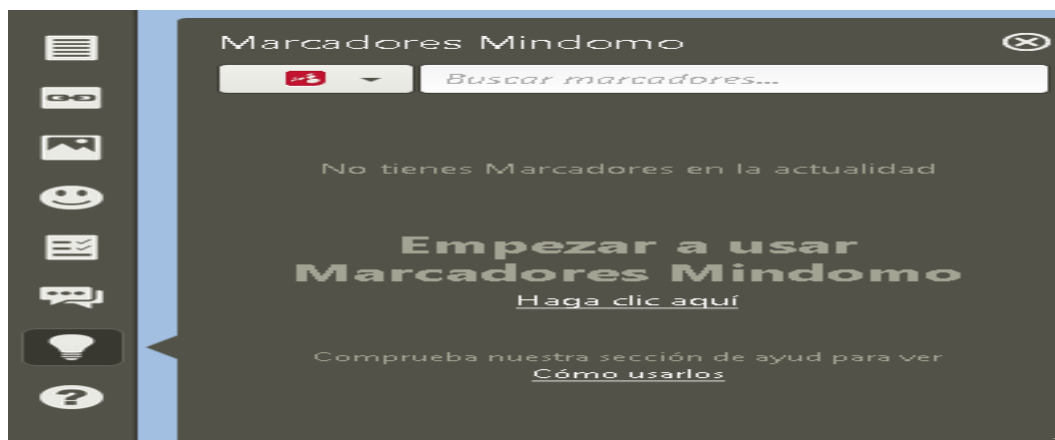 Marcadores Mindomo
Buscar marcadores...
No tienes Marcadores en la actualidad
Empezar a usar
Marcadores Mindomo
Haga clic aquí
Comprueba nuestra sección de ayud para ver
Cómo usarlos